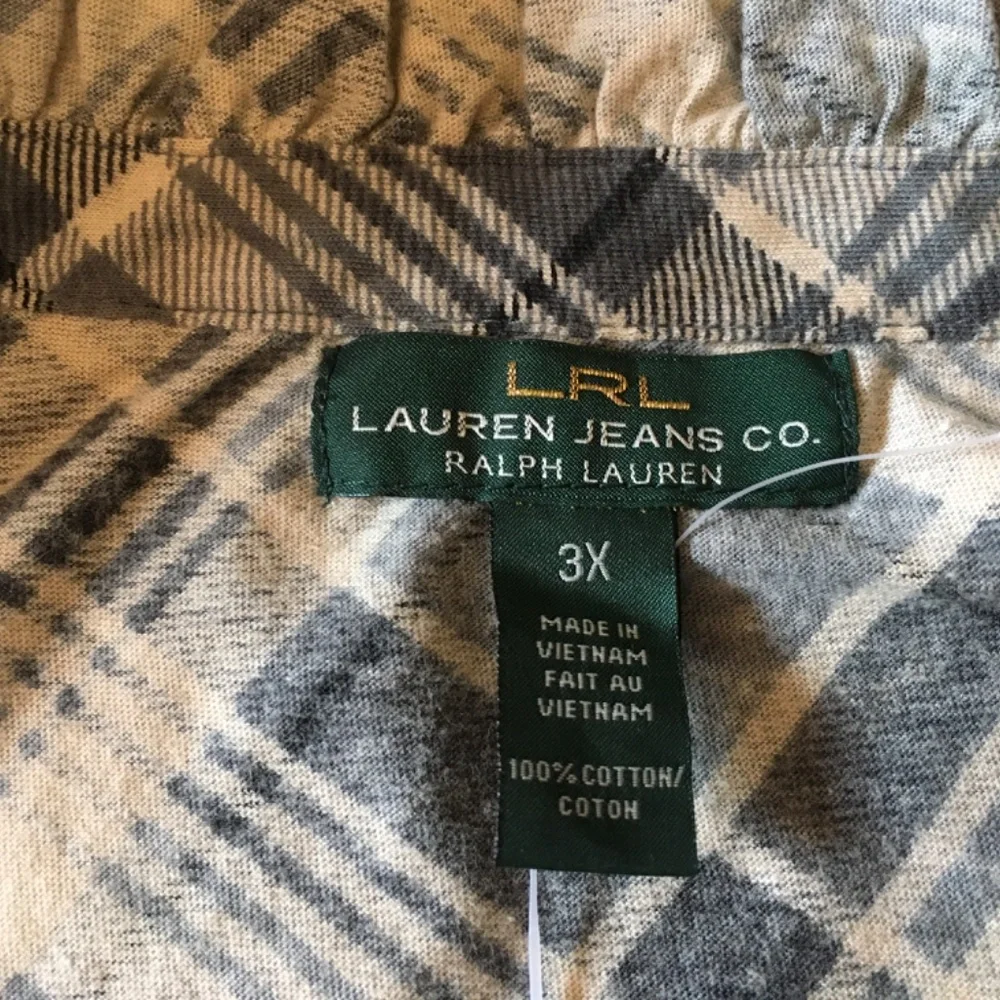 LRL
LAUREN JEANS CO.
RALPH LAUREN
3X
MADE IN
VIETNAM
FAIT AU
VIETNAM
100% COTTON/
COTON